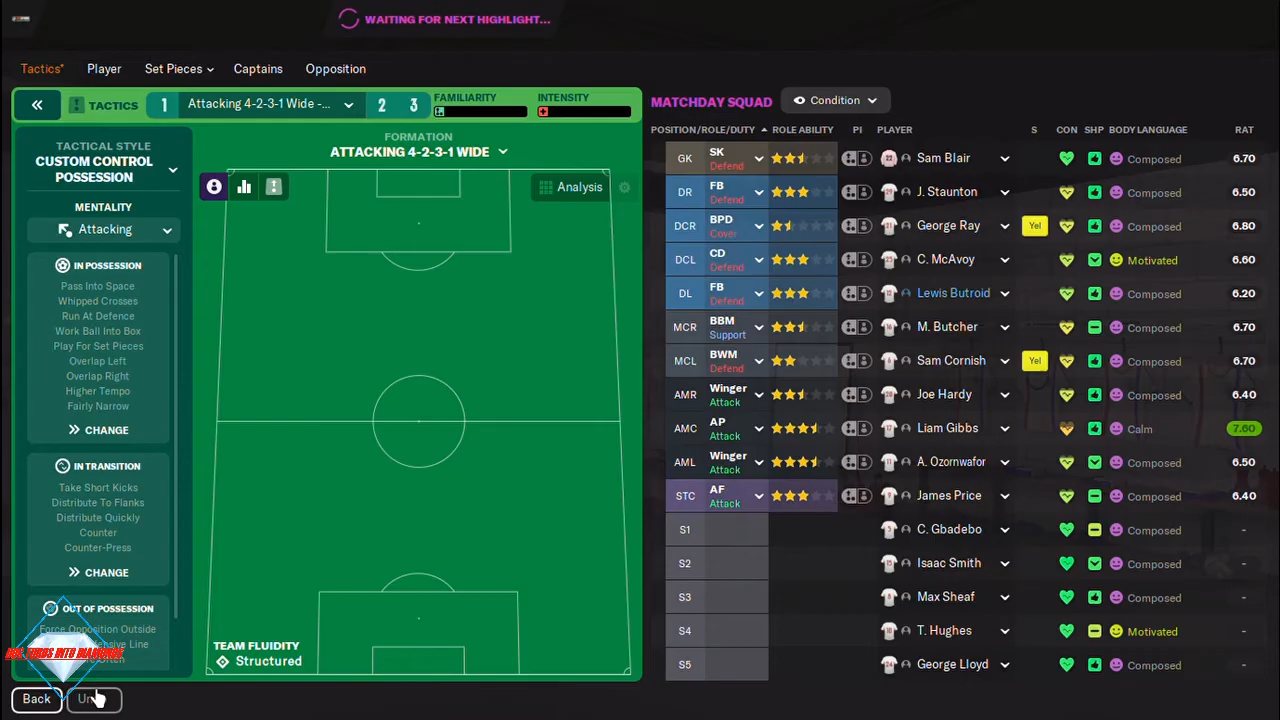 WAITING FOR NEXT HIGHLIGHT...
Tactics* Player Set Pieces Captains Opposition
TACTICS 1 Attacking 4-2-3-1 Wide -... 2 3 FAMILIARITY INTENSITY
TACTICAL STYLE
CUSTOM CONTROL
POSSESSION
MENTALITY
Attacking
IN POSSESSION
Pass Into Space
Whipped Crosses
Run At Defence
Work Ball Into Box
Play For Set Pieces
Overlap Left
Overlap Right
Higher Tempo
Fairly Narrow
CHANGE
IN TRANSITION
Take Short Kicks
Distribute To Flanks
Distribute Quickly
Counter
Counter-Press
CHANGE
OUT OF POSSESSION
Force Opposition Outside
Line
FORMATION
ATTACKING 4-2-3-1 WIDE
Analysis
TEAM FLUIDITY
Structured
MATCHDAY SQUAD Condition
POSITION/ROLE/DUTY ROLE ABILITY PI PLAYER S CON SHP BODY LANGUAGE RAT
GK SK Defend Sam Blair Composed 6.70
DR FB Defend J. Staunton Composed 6.50
DCR BPD Cover George Ray Yel Composed 6.80
DCL CD Defend C. McAvoy Motivated 6.60
DL FB Defend Lewis Butroid Composed 6.20
MCR BBM Support M. Butcher Composed 6.70
MCL BWM Defend Sam Cornish Yel Composed 6.70
AMR Winger Attack Joe Hardy Composed 6.40
AMC AP Attack Liam Gibbs Calm 7.60
AML Winger Attack A. Ozornwafor Composed 6.50
STC AF Attack James Price Composed 6.40
S1 C. Gbadebo Composed -
S2 Isaac Smith Composed -
S3 Max Sheaf Composed -
S4 T. Hughes Motivated -
S5 George Lloyd Composed -
Back